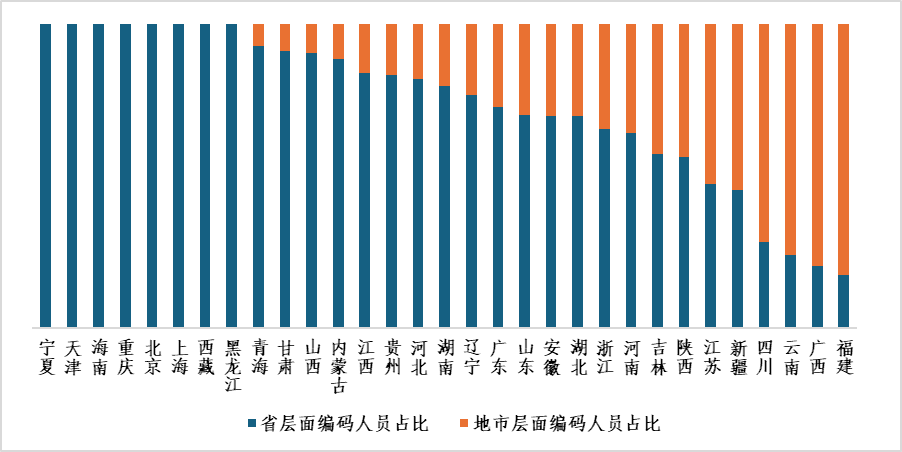 宁夏
天津
海南
重庆
北京
上海
西藏
黑龙江
青海
甘肃
山西
内蒙古
江西
贵州
河北
湖南
辽宁
广东
山东
安徽
湖北
浙江
河南
吉林
陕西
江苏
新疆
四川
云南
广西
福建
省层面编码人员占比
地市层面编码人员占比